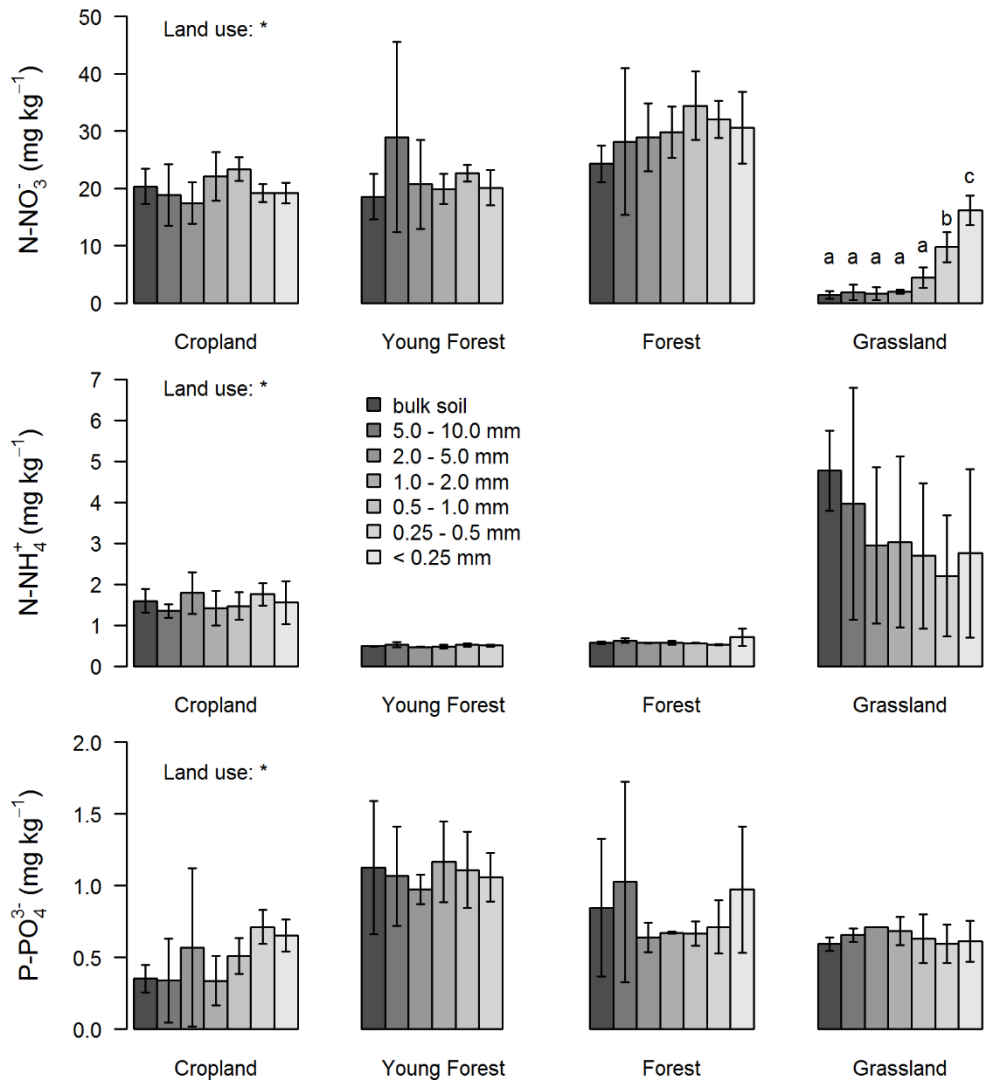 N-NO₃⁻ (mg kg⁻¹)
50
40
30
20
10
0
Land use: *
a a a a a b c
Cropland Young Forest Forest Grassland
N-NH₄⁺ (mg kg⁻¹)
7
6
5
4
3
2
1
0
Land use: *
bulk soil
5.0 - 10.0 mm
2.0 - 5.0 mm
1.0 - 2.0 mm
0.5 - 1.0 mm
0.25 - 0.5 mm
< 0.25 mm
Cropland Young Forest Forest Grassland
P-PO₄³⁻ (mg kg⁻¹)
2.0
1.5
1.0
0.5
0.0
Land use: *
Cropland Young Forest Forest Grassland